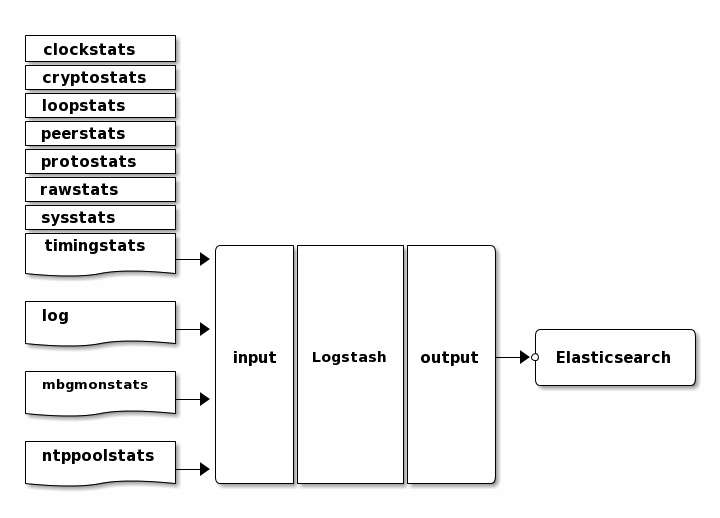 clockstats
cryptostats
loopstats
peerstats
protostats
rawstats
sysstats
timingstats
log
mbgmonstats
ntppoolstats
input
Logstash
output
Elasticsearch